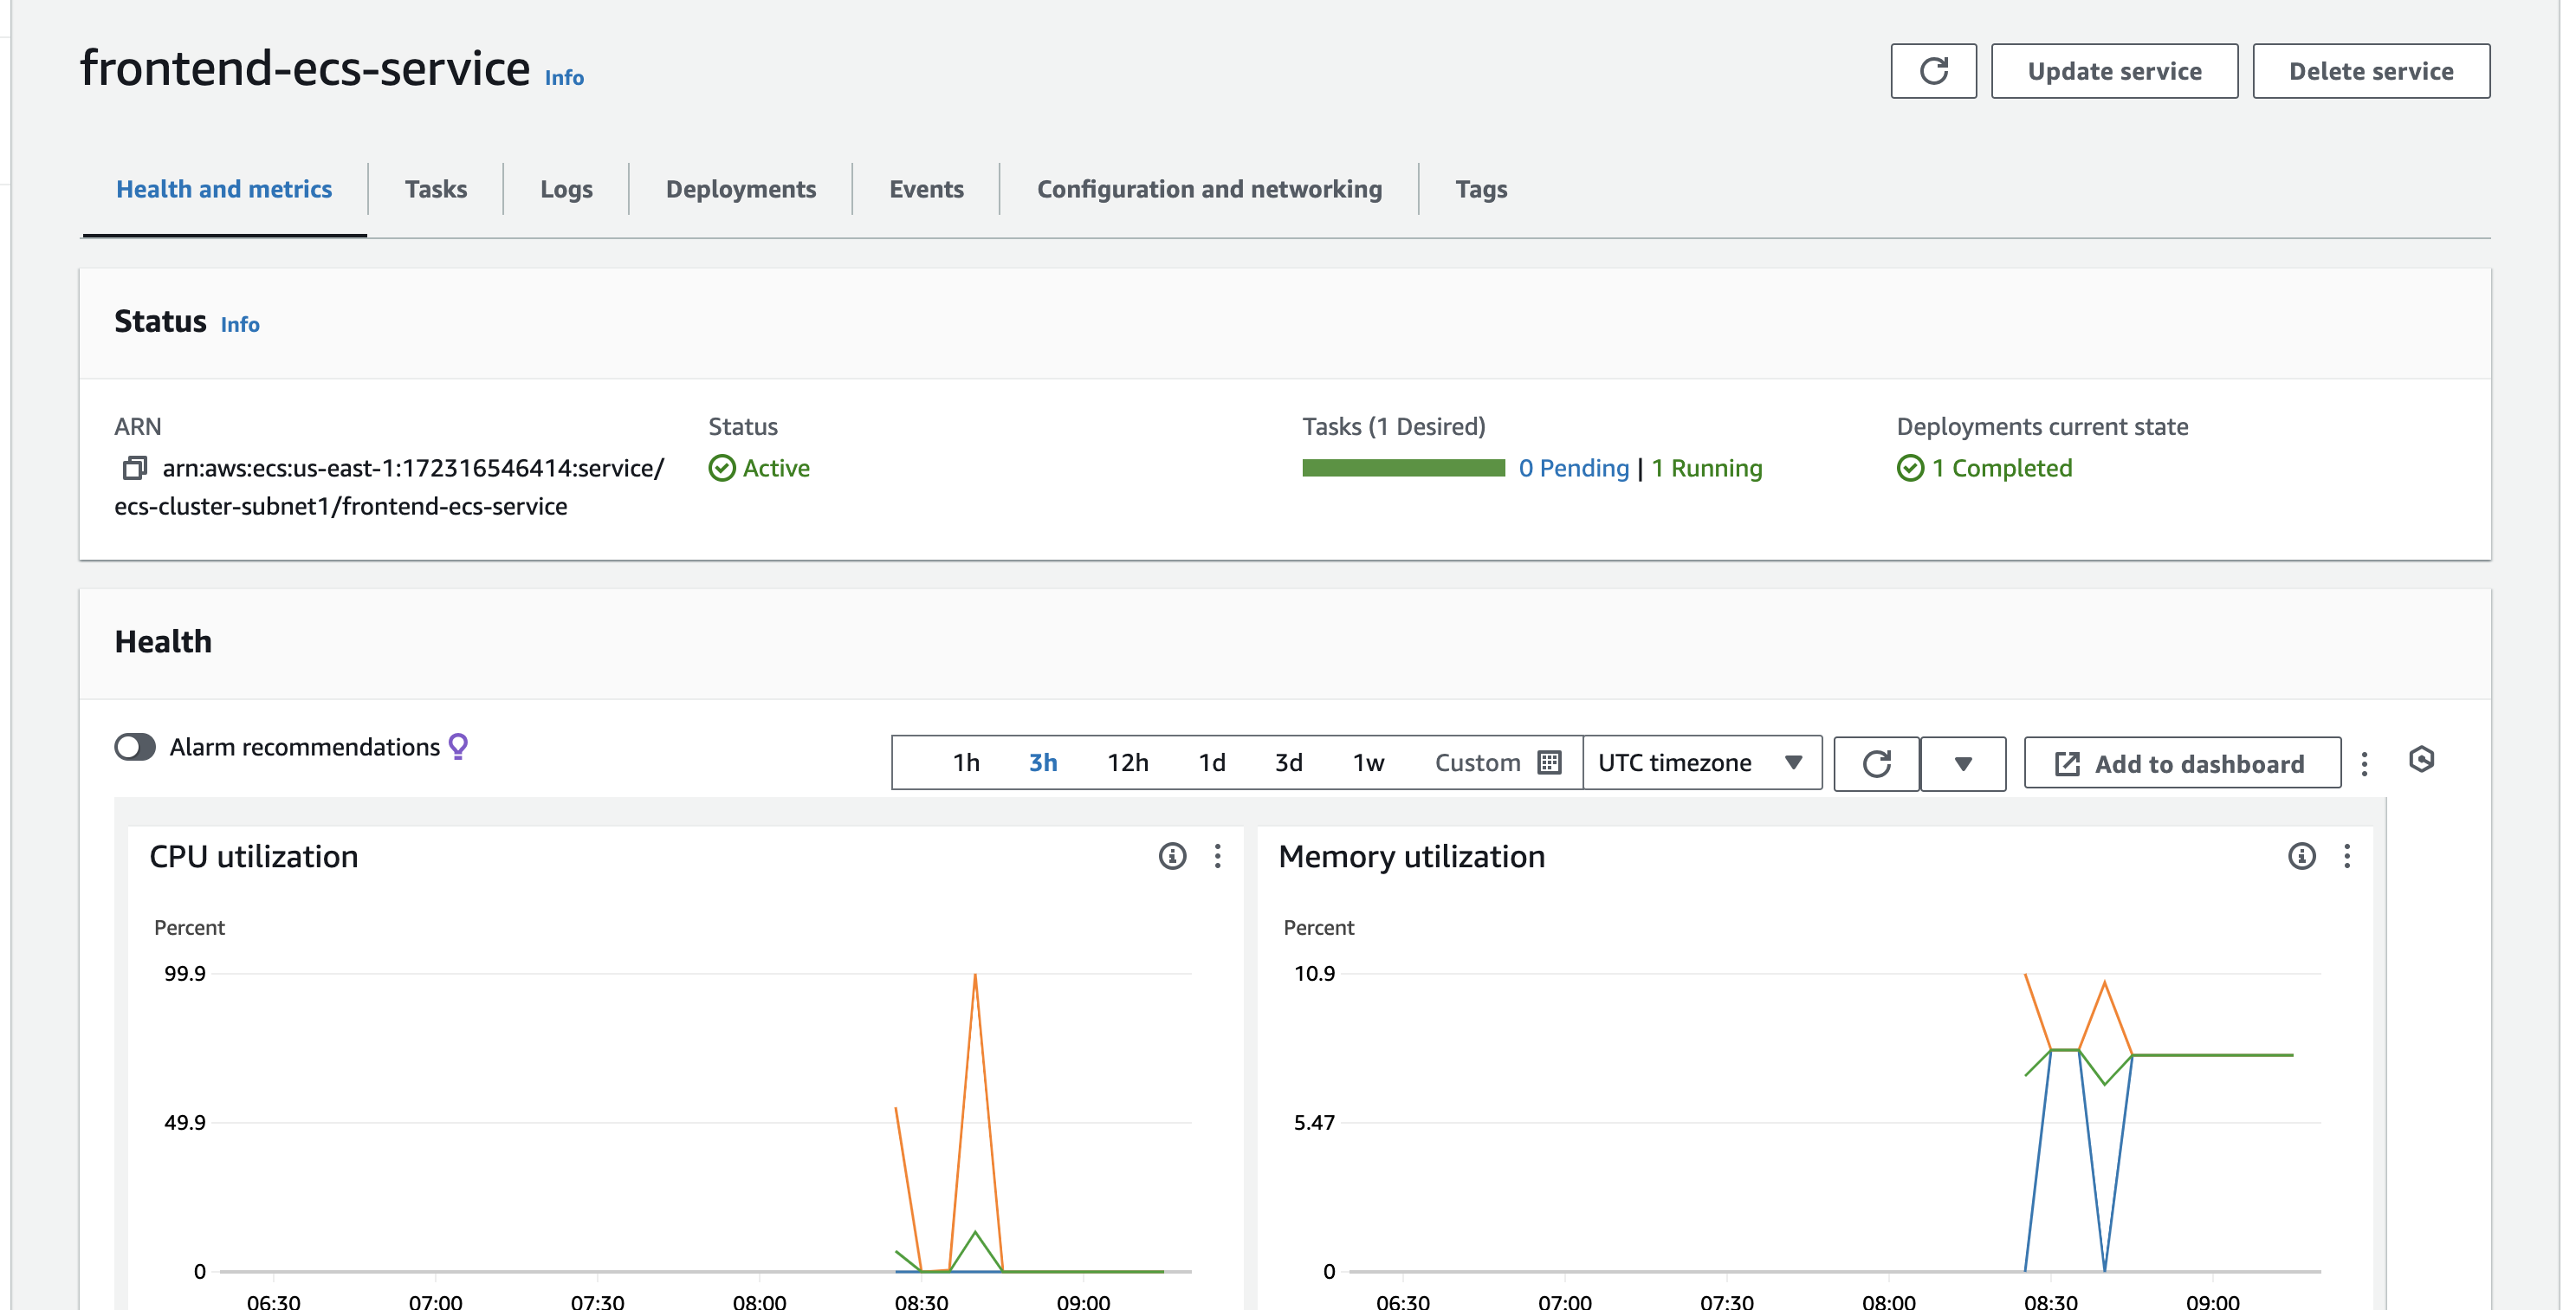 frontend-ecs-service Info
Update service
Delete service
Health and metrics
Tasks
Logs
Deployments
Events
Configuration and networking
Tags
Status Info
ARN
arn:aws:ecs:us-east-1:172316546414:service/
ecs-cluster-subnet1/frontend-ecs-service
Status
Active
Tasks (1 Desired)
0 Pending | 1 Running
Deployments current state
1 Completed
Health
Alarm recommendations
1h 3h 12h 1d 3d 1w Custom
UTC timezone
Add to dashboard
CPU utilization
Percent
99.9
49.9
0
06:30 07:00 07:30 08:00 08:30 09:00
Memory utilization
Percent
10.9
5.47
0
06:30 07:00 07:30 08:00 08:30 09:00